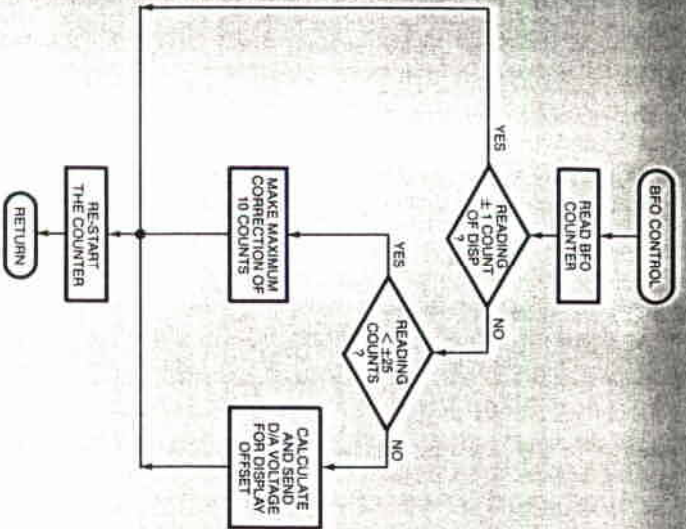 BFO CONTROL
READ BFO
COUNTER
READING
± 1 COUNT
OF DISP
?
YES
NO
READING
< ±25
COUNTS
?
YES
NO
MAKE MAXIMUM
CORRECTION OF
10 COUNTS
CALCULATE
AND SEND
D/A VOLTAGE
FOR DISPLAY
OFFSET
RE-START
THE COUNTER
RETURN